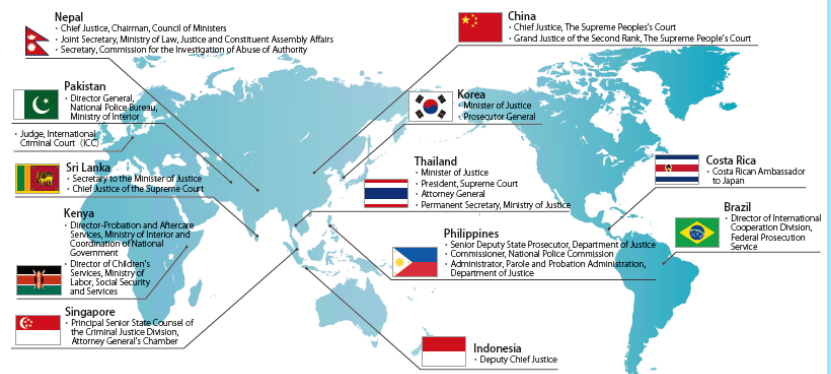 Nepal
・Chief Justice, Chairman, Council of Ministers
・Joint Secretary, Ministry of Law, Justice and Constituent Assembly Affairs
・Secretary, Commission for the Investigation of Abuse of Authority
China
・Chief Justice, The Supreme Peoples's Court
・Grand Justice of the Second Rank, The Supreme People's Court
Pakistan
・Director General,
National Police Bureau,
Ministry of Interior
・Judge, International
Criminal Court（ICC）
Korea
・Minister of Justice
・Prosecutor General
Sri Lanka
・Secretary to the Minister of Justice
・Chief Justice of the Supreme Court
Thailand
・Minister of Justice
・President, Supreme Court
・Attorney General
・Permanent Secretary, Ministry of Justice
Costa Rica
・Costa Rican Ambassador
to Japan
Kenya
・Director-Probation and Aftercare
Services, Ministry of Interior and
Coordination of National
Government
・Director of Children's
Services, Ministry of
Labor, Social Security
and Services
Philippines
・Senior Deputy State Prosecutor, Department of Justice
・Commissioner, National Police Commission
・Administrator, Parole and Probation Administration,
Department of Justice
Brazil
・Director of International
Cooperation Division,
Federal Prosecution
Service
Singapore
・Principal Senior State Counsel of
the Criminal Justice Division,
Attorney General's Chamber
Indonesia
・Deputy Chief Justice